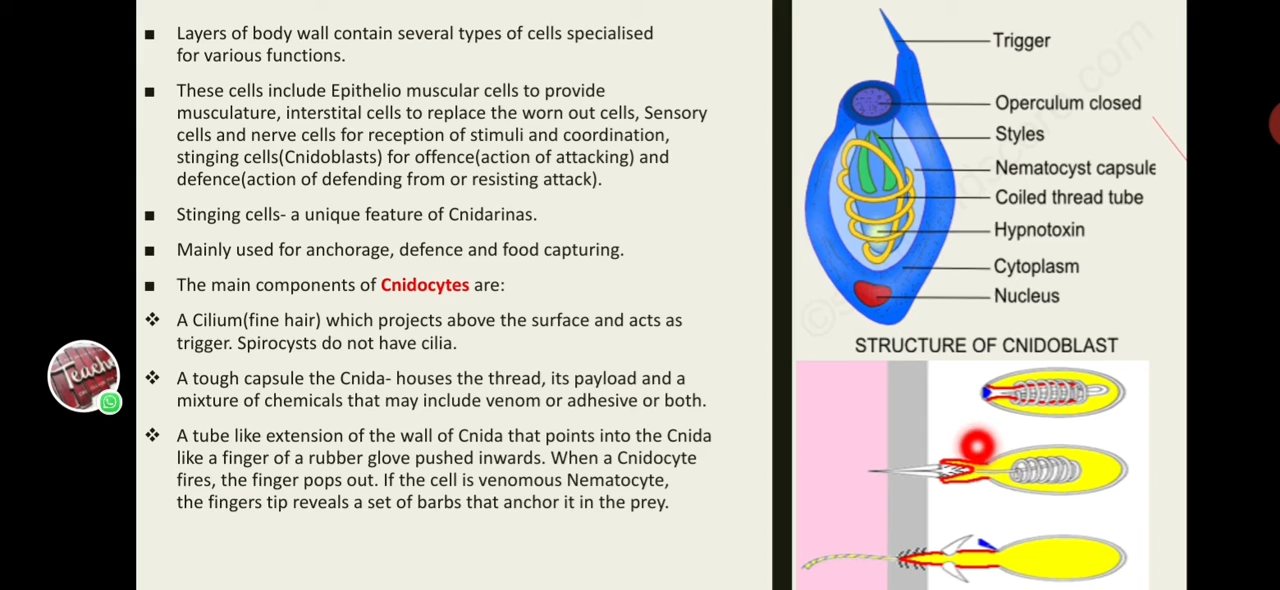 ■ Layers of body wall contain several types of cells specialised
for various functions.
■ These cells include Epithelio muscular cells to provide
musculature, interstital cells to replace the worn out cells, Sensory
cells and nerve cells for reception of stimuli and coordination,
stinging cells(Cnidoblasts) for offence(action of attacking) and
defence(action of defending from or resisting attack).
■ Stinging cells- a unique feature of Cnidarinas.
■ Mainly used for anchorage, defence and food capturing.
■ The main components of Cnidocytes are:
❖ A Cilium(fine hair) which projects above the surface and acts as
trigger. Spirocysts do not have cilia.
❖ A tough capsule the Cnida- houses the thread, its payload and a
mixture of chemicals that may include venom or adhesive or both.
❖ A tube like extension of the wall of Cnida that points into the Cnida
like a finger of a rubber glove pushed inwards. When a Cnidocyte
fires, the finger pops out. If the cell is venomous Nematocyte,
the fingers tip reveals a set of barbs that anchor it in the prey.
Trigger
Operculum closed
Styles
Nematocyst capsule
Coiled thread tube
Hypnotoxin
Cytoplasm
Nucleus
STRUCTURE OF CNIDOBLAST